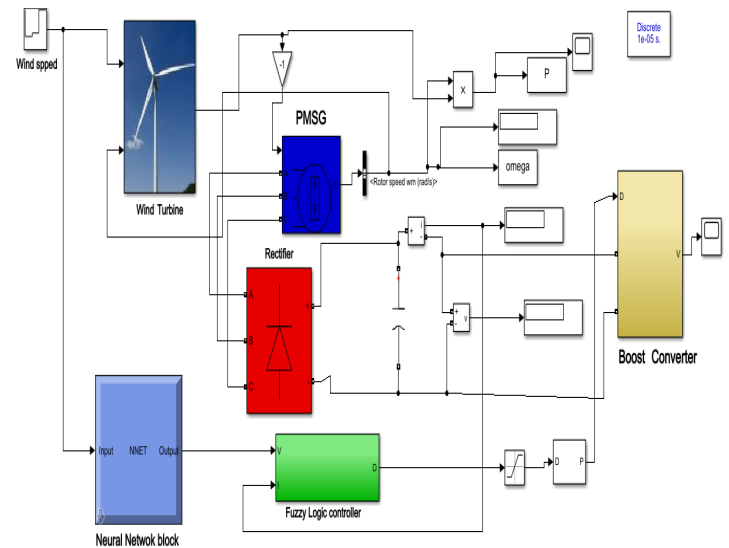 Discrete
1e-05 s.
Wind spped
-1
x
P
PMSG
<Rotor speed wm (rad/s)>
omega
Wind Turbine
Rectifier
+
i
-
D
V
A
B
C
+
-
+
v
-
Boost Converter
Input
NNET
Output
V
I
D
D
P
Fuzzy Logic controller
Neural Netwok block